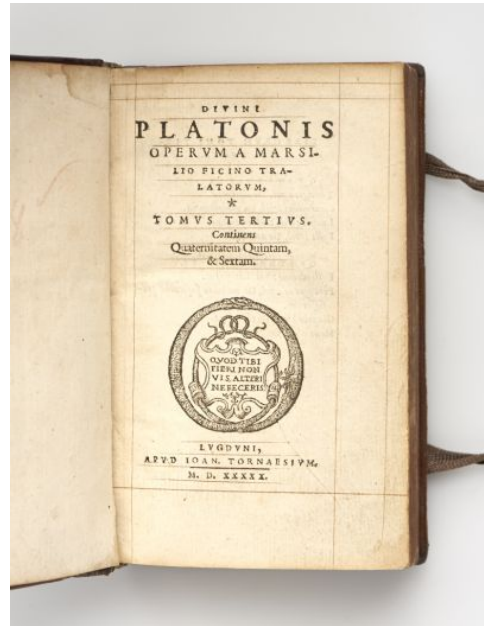 DIVINI
PLATONIS
OPERVM A MARSI-
LIO FICINO TRA-
LATORVM,
*
TOMVS TERTIVS.
Continens
Quaternitatem Quintam,
& Sextam.
QVOD TIBI
FIERI NON
VIS, ALTERI
NE FECERIS
LVGDVNI,
APVD IOAN. TORNAESIVM.
M. D. XXXXX.